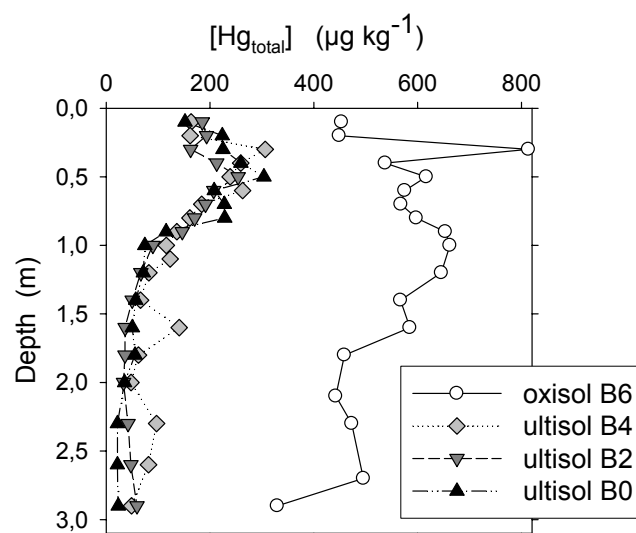 [Hg_total] (µg kg⁻¹)
0 200 400 600 800
0,0
0,5
1,0
1,5
2,0
2,5
3,0
Depth (m)
oxisol B6
ultisol B4
ultisol B2
ultisol B0